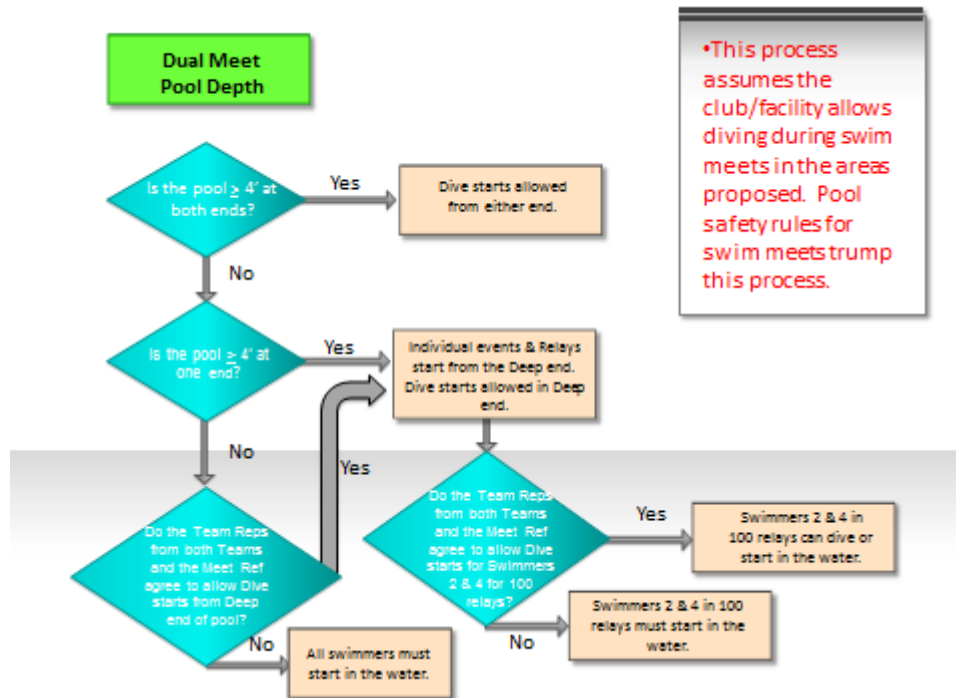 Dual Meet
Pool Depth
•This process
assumes the
club/facility allows
diving during swim
meets in the areas
proposed. Pool
safety rules for
swim meets trump
this process.
Is the pool ≥ 4' at
both ends?
Yes
Dive starts allowed
from either end.
No
Is the pool ≥ 4' at
one end?
Yes
Individual events & Relays
start from the Deep end.
Dive starts allowed in Deep
end.
No
Yes
Do the Team Reps
from both Teams
and the Meet Ref
agree to allow Dive
starts from Deep
end of pool?
Do the Team Reps
from both Teams
and the Meet Ref
agree to allow Dive
starts for Swimmers
2 & 4 for 100
relays?
Yes
Swimmers 2 & 4 in
100 relays can dive or
start in the water.
No
Swimmers 2 & 4 in 100
relays must start in the
water.
No
All swimmers must
start in the water.